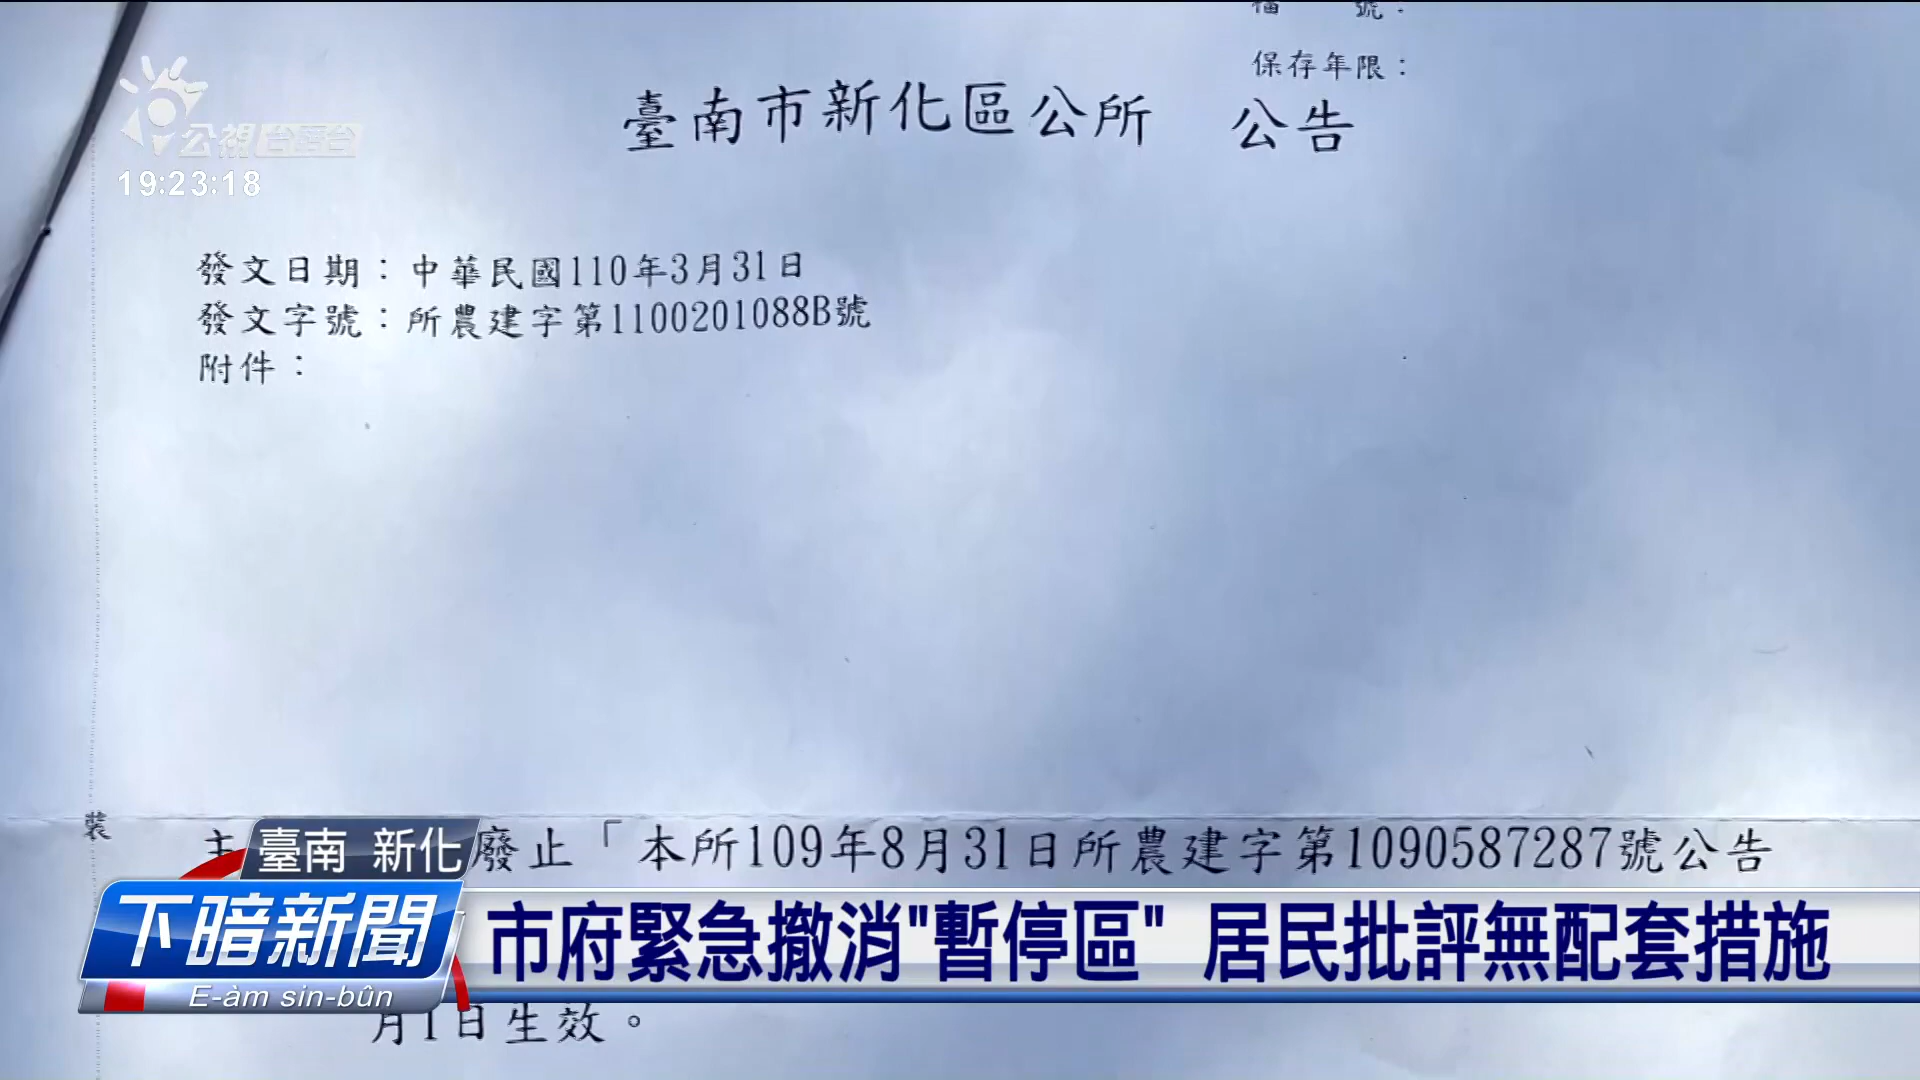 檔　　號：
保存年限：
臺南市新化區公所　公告
公視台語台
19:23:18
發文日期：中華民國110年3月31日
發文字號：所農建字第1100201088B號
附件：
裝
主
廢止「本所109年8月31日所農建字第1090587287號公告
臺南 新化
下暗新聞
市府緊急撤消"暫停區" 居民批評無配套措施
E-àm sin-bûn
月1日生效。